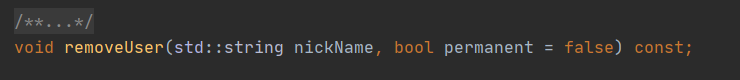 /**...*/
void removeUser(std::string nickName, bool permanent = false) const;